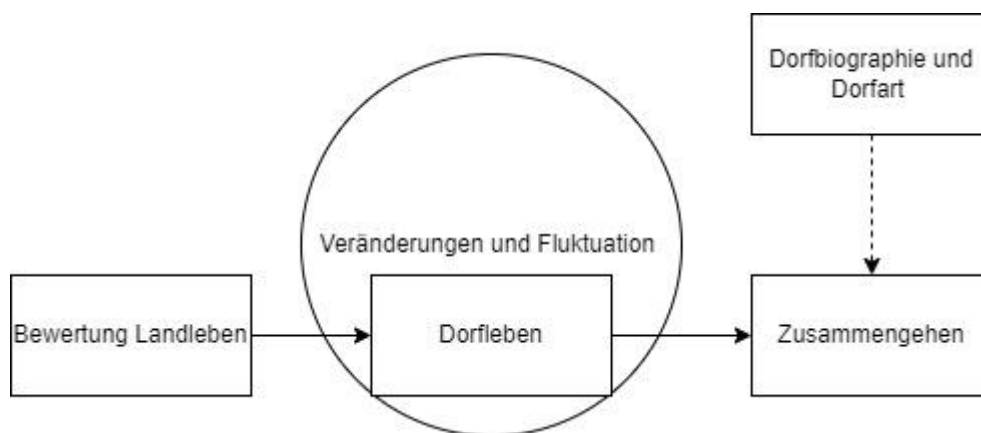 Dorfbiographie und
Dorfart
Veränderungen und Fluktuation
Bewertung Landleben
Dorfleben
Zusammengehen